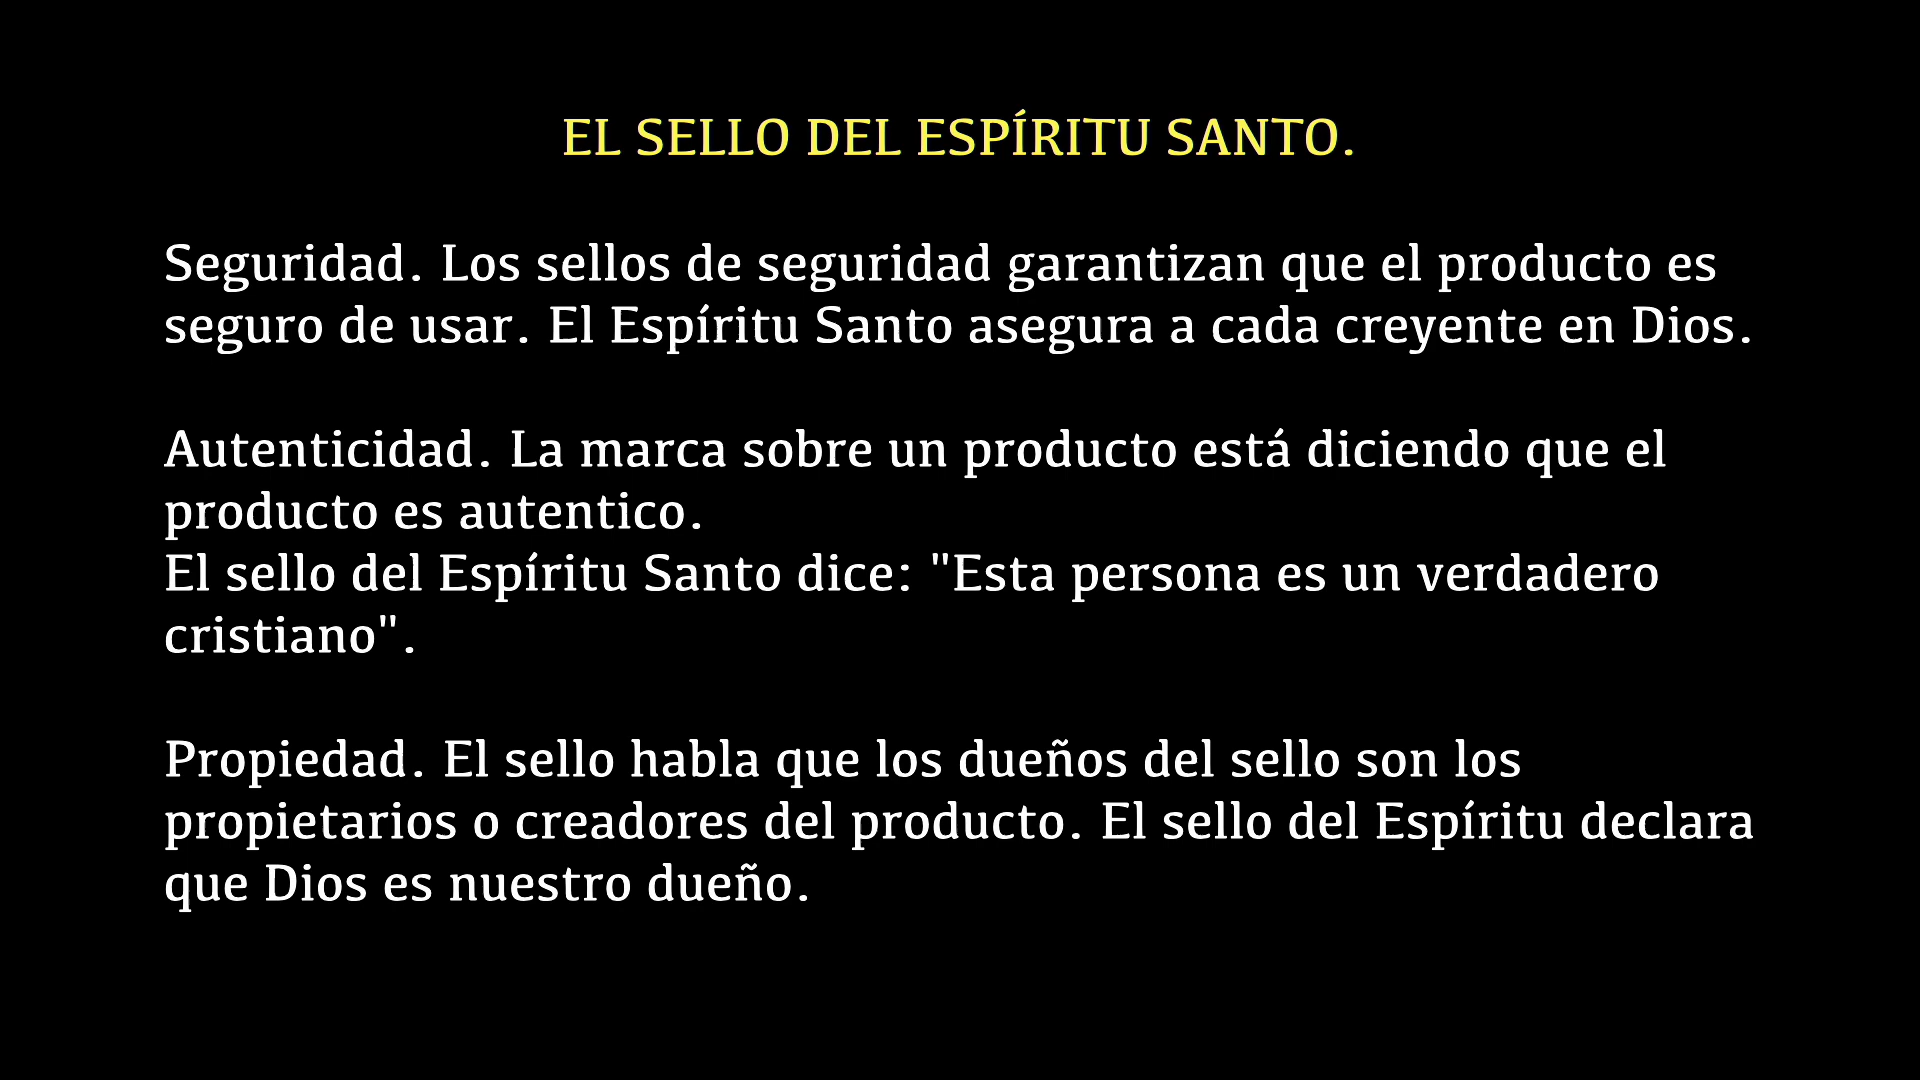 EL SELLO DEL ESPÍRITU SANTO.
Seguridad. Los sellos de seguridad garantizan que el producto es
seguro de usar. El Espíritu Santo asegura a cada creyente en Dios.
Autenticidad. La marca sobre un producto está diciendo que el
producto es autentico.
El sello del Espíritu Santo dice: "Esta persona es un verdadero
cristiano".
Propiedad. El sello habla que los dueños del sello son los
propietarios o creadores del producto. El sello del Espíritu declara
que Dios es nuestro dueño.